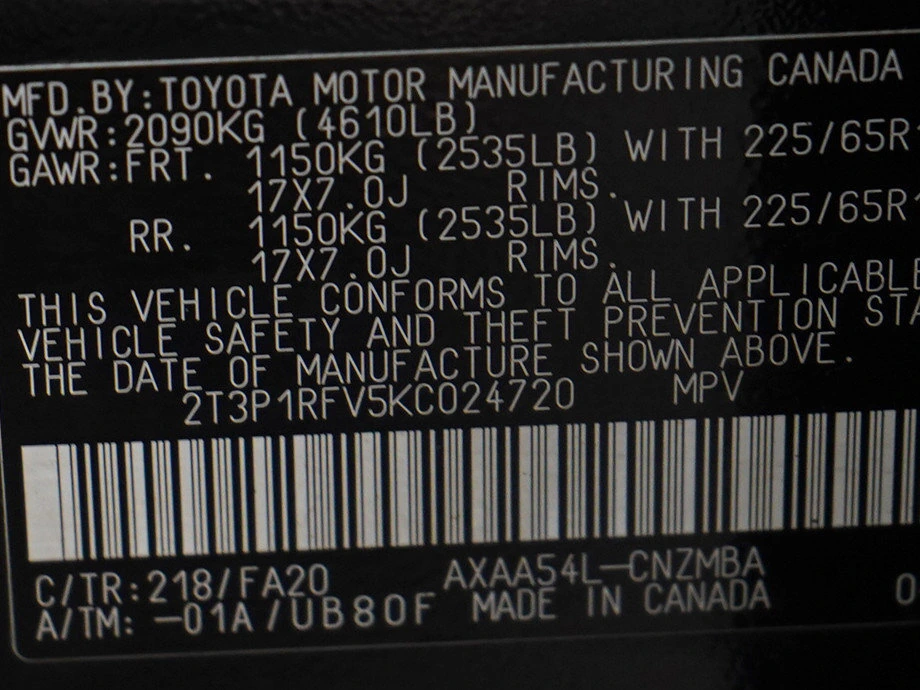 MFD.BY:TOYOTA MOTOR MANUFACTURING CANADA
GVWR:2090KG (4610LB)
GAWR:FRT. 1150KG (2535LB) WITH 225/65R
17X7.0J RIMS.
RR. 1150KG (2535LB) WITH 225/65R1
17X7.0J RIMS.
THIS VEHICLE CONFORMS TO ALL APPLICABLE
VEHICLE SAFETY AND THEFT PREVENTION STA
THE DATE OF MANUFACTURE SHOWN ABOVE.
2T3P1RFV5KC024720 MPV
C/TR:218/FA20 AXAA54L-CNZMBA
A/TM: -01A/UB80F MADE IN CANADA 0